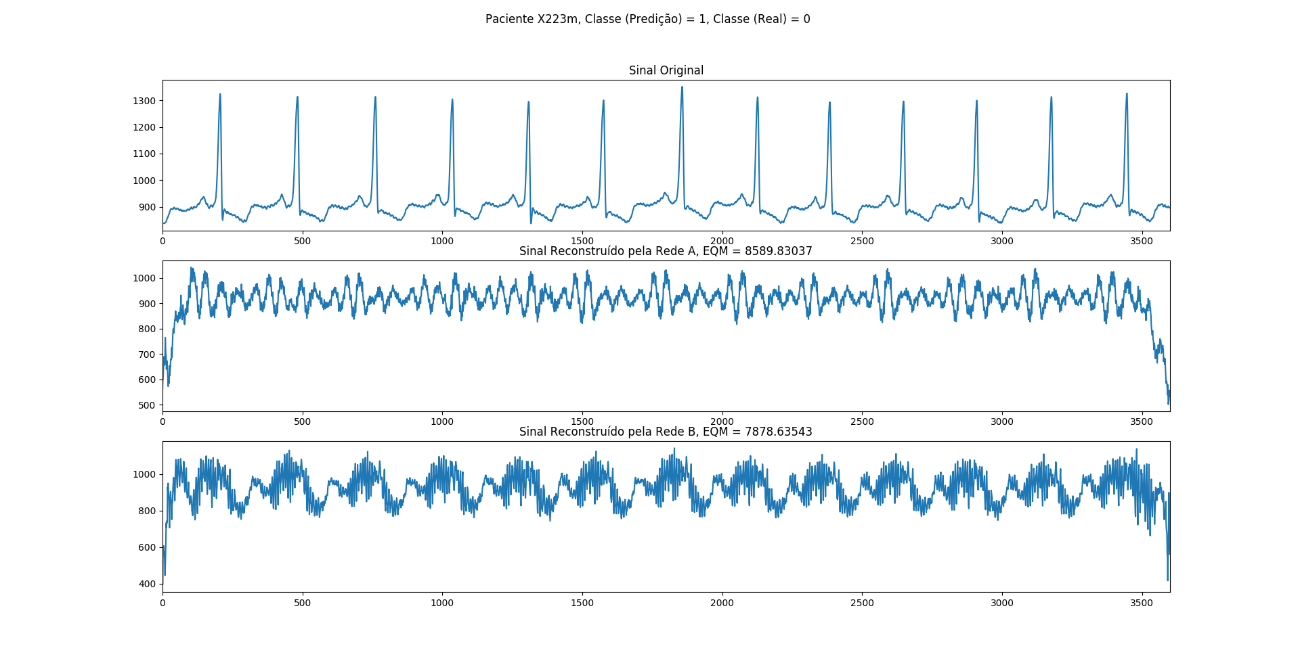 Paciente X223m, Classe (Predição) = 1, Classe (Real) = 0
Sinal Original
1300
1200
1100
1000
900
0 500 1000 1500 2000 2500 3000 3500
Sinal Reconstruído pela Rede A, EQM = 8589.83037
1000
900
800
700
600
500
0 500 1000 1500 2000 2500 3000 3500
Sinal Reconstruído pela Rede B, EQM = 7878.63543
1000
800
600
400
0 500 1000 1500 2000 2500 3000 3500